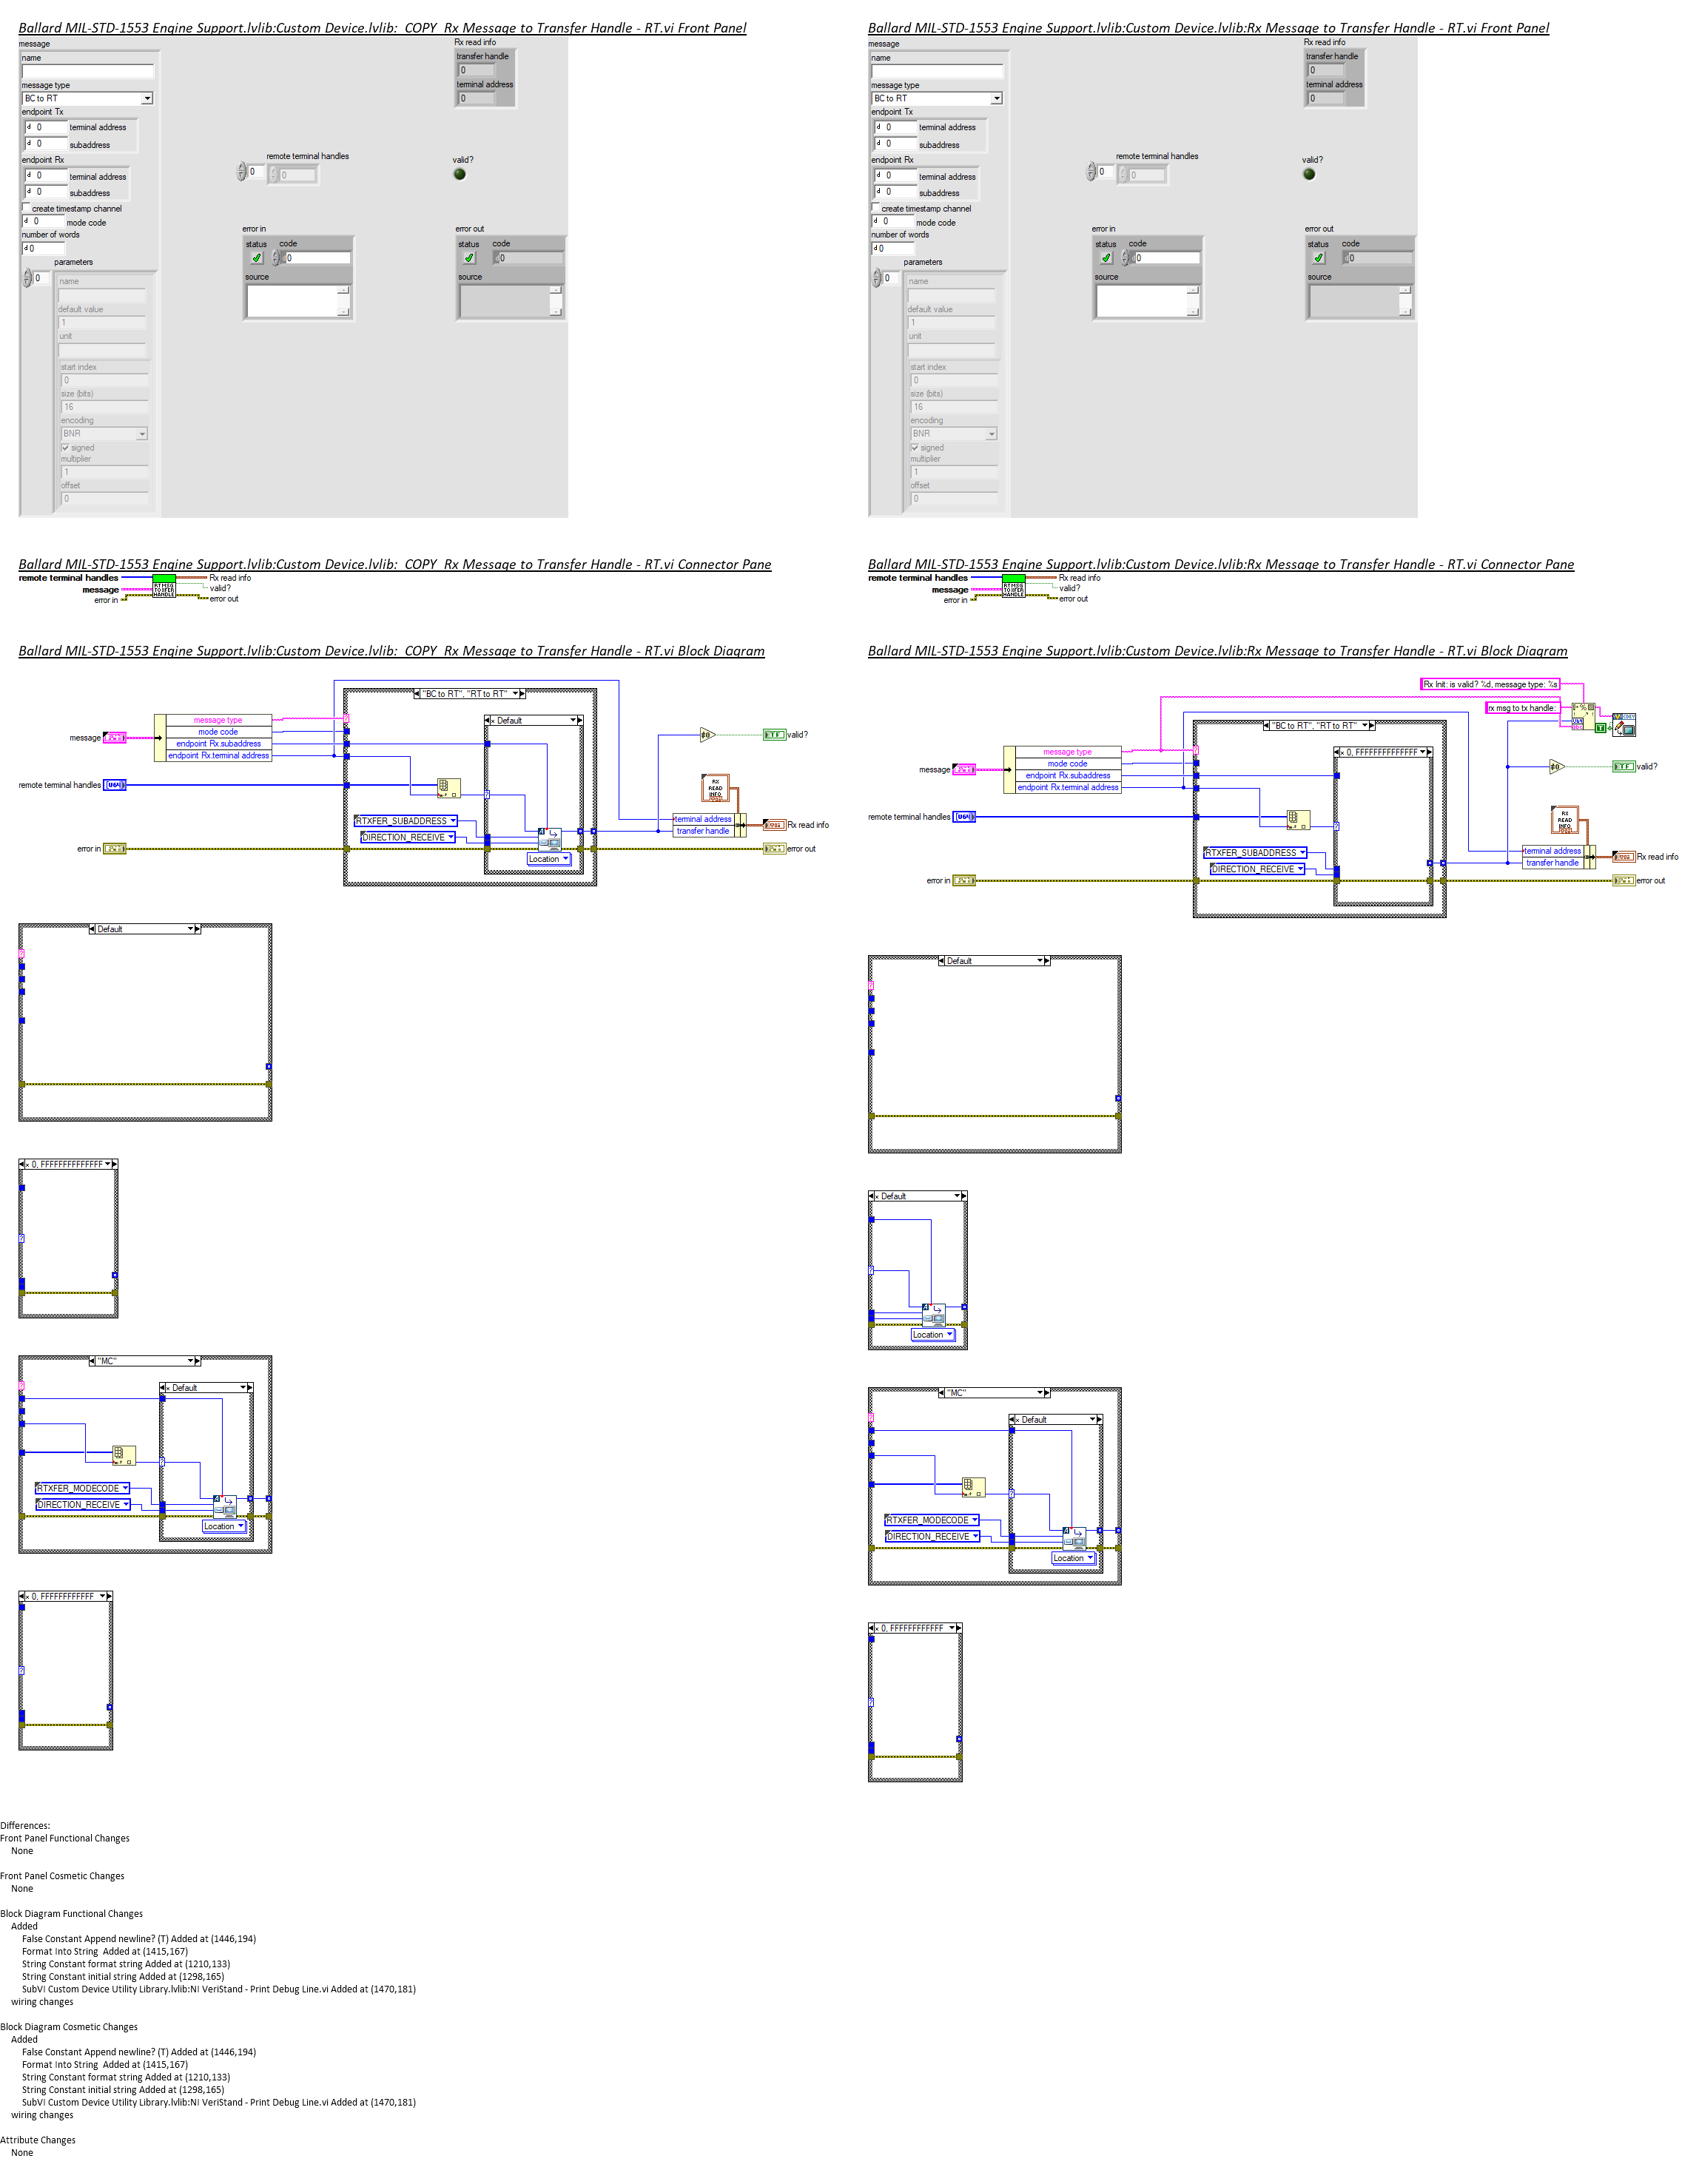 Ballard MIL-STD-1553 Engine Support.lvlib:Custom Device.lvlib:  COPY  Rx Message to Transfer Handle - RT.vi Front Panel
message
name
message type
BC to RT
endpoint Tx
0 terminal address
0 subaddress
endpoint Rx
0 terminal address
0 subaddress
create timestamp channel
0 mode code
number of words
0
parameters
0
name
default value
1
unit
start index
0
size (bits)
16
encoding
BNR
signed
multiplier
1
offset
0
remote terminal handles
0 0
error in
status code
0
source
Rx read info
transfer handle
0
terminal address
0
valid?
error out
status code
0
source
Ballard MIL-STD-1553 Engine Support.lvlib:Custom Device.lvlib:Rx Message to Transfer Handle - RT.vi Front Panel
message
name
message type
BC to RT
endpoint Tx
0 terminal address
0 subaddress
endpoint Rx
0 terminal address
0 subaddress
create timestamp channel
0 mode code
number of words
0
parameters
0
name
default value
1
unit
start index
0
size (bits)
16
encoding
BNR
signed
multiplier
1
offset
0
remote terminal handles
0 0
error in
status code
0
source
Rx read info
transfer handle
0
terminal address
0
valid?
error out
status code
0
source
Ballard MIL-STD-1553 Engine Support.lvlib:Custom Device.lvlib:  COPY  Rx Message to Transfer Handle - RT.vi Connector Pane
remote terminal handles
message
error in
RT MSG
TO XFER
HANDLE
Rx read info
valid?
error out
Ballard MIL-STD-1553 Engine Support.lvlib:Custom Device.lvlib:Rx Message to Transfer Handle - RT.vi Connector Pane
remote terminal handles
message
error in
RT MSG
TO XFER
HANDLE
Rx read info
valid?
error out
Ballard MIL-STD-1553 Engine Support.lvlib:Custom Device.lvlib:  COPY  Rx Message to Transfer Handle - RT.vi Block Diagram
"BC to RT", "RT to RT"
message type
mode code
endpoint Rx.subaddress
endpoint Rx.terminal address
message
remote terminal handles
U64
error in
× Default
RTXFER_SUBADDRESS
DIRECTION_RECEIVE
Location
≠0
TF
valid?
RX
READ
INFO
terminal address
transfer handle
Rx read info
error out
Default
× 0, FFFFFFFFFFFFFF
"MC"
× Default
RTXFER_MODECODE
DIRECTION_RECEIVE
Location
× 0, FFFFFFFFFFFF
Ballard MIL-STD-1553 Engine Support.lvlib:Custom Device.lvlib:Rx Message to Transfer Handle - RT.vi Block Diagram
Rx Init: is valid? %d, message type: %s
rx msg to tx handle:
T
"BC to RT", "RT to RT"
message type
mode code
endpoint Rx.subaddress
endpoint Rx.terminal address
message
remote terminal handles
U64
error in
× 0, FFFFFFFFFFFFFF
RTXFER_SUBADDRESS
DIRECTION_RECEIVE
≠0
TF
valid?
RX
READ
INFO
terminal address
transfer handle
Rx read info
error out
Default
× Default
Location
"MC"
× Default
RTXFER_MODECODE
DIRECTION_RECEIVE
Location
× 0, FFFFFFFFFFFF
Differences:
Front Panel Functional Changes
None
Front Panel Cosmetic Changes
None
Block Diagram Functional Changes
Added
False Constant Append newline? (T) Added at (1446,194)
Format Into String  Added at (1415,167)
String Constant format string Added at (1210,133)
String Constant initial string Added at (1298,165)
SubVI Custom Device Utility Library.lvlib:NI VeriStand - Print Debug Line.vi Added at (1470,181)
wiring changes
Block Diagram Cosmetic Changes
Added
False Constant Append newline? (T) Added at (1446,194)
Format Into String  Added at (1415,167)
String Constant format string Added at (1210,133)
String Constant initial string Added at (1298,165)
SubVI Custom Device Utility Library.lvlib:NI VeriStand - Print Debug Line.vi Added at (1470,181)
wiring changes
Attribute Changes
None